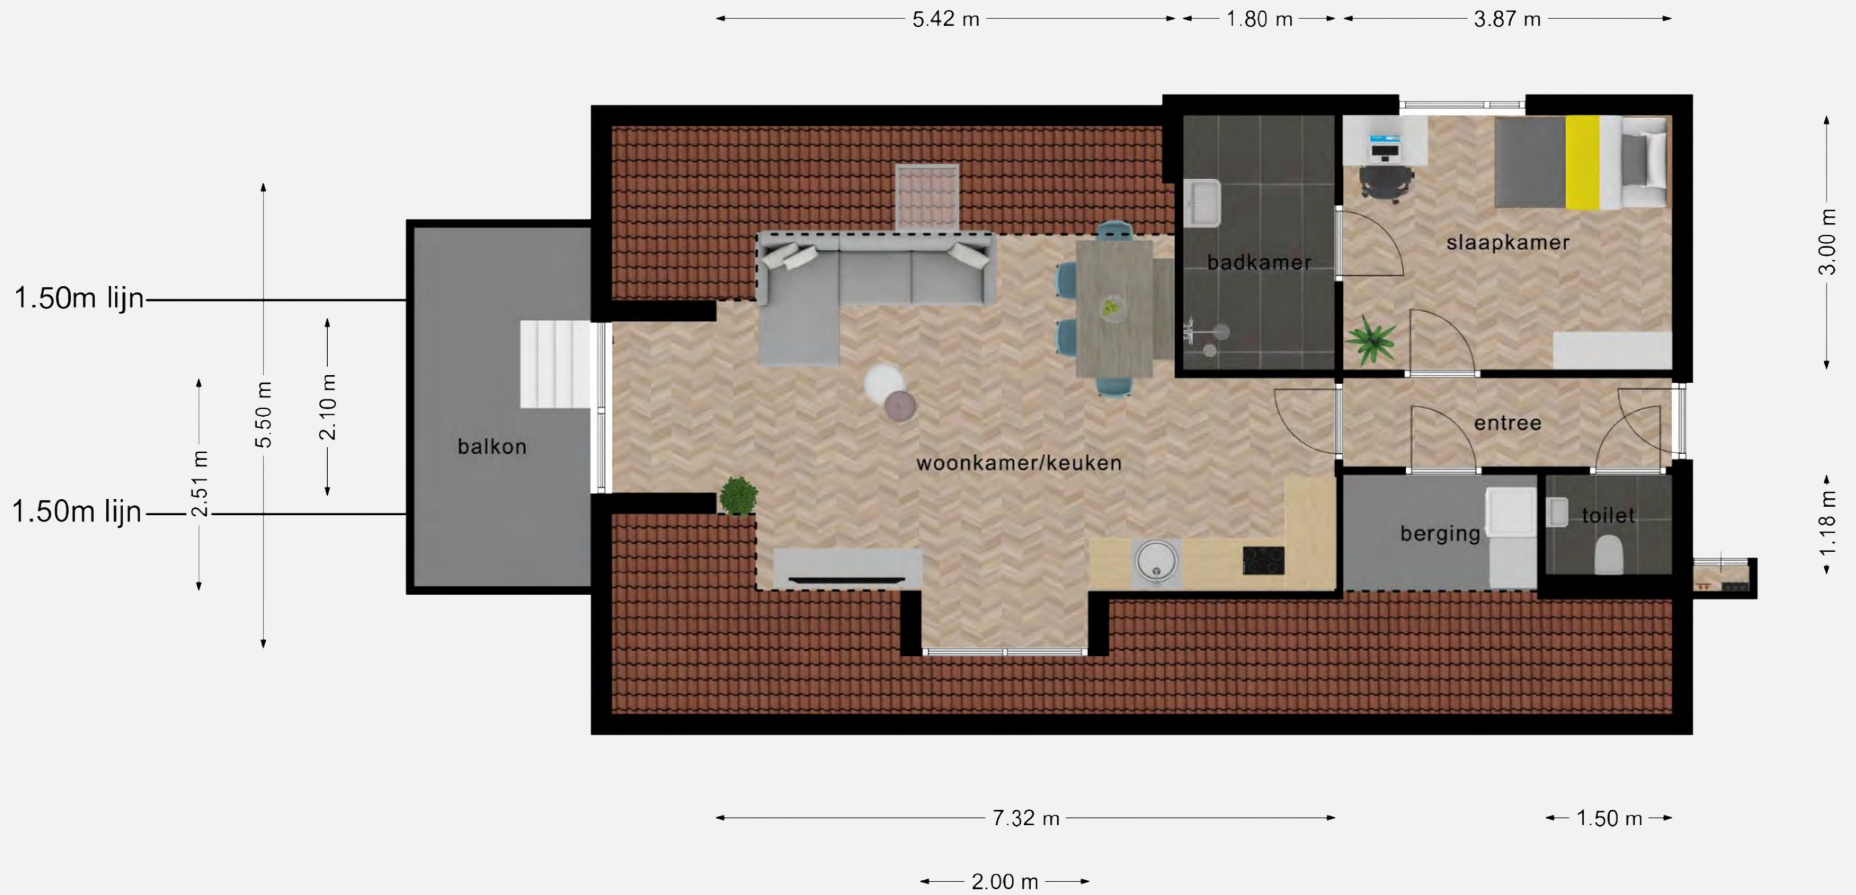 5.42 m
1.80 m
3.87 m
1.50m lijn
1.50m lijn
2.51 m
5.50 m
2.10 m
balkon
woonkamer/keuken
badkamer
slaapkamer
entree
berging
toilet
3.00 m
1.18 m
7.32 m
1.50 m
2.00 m